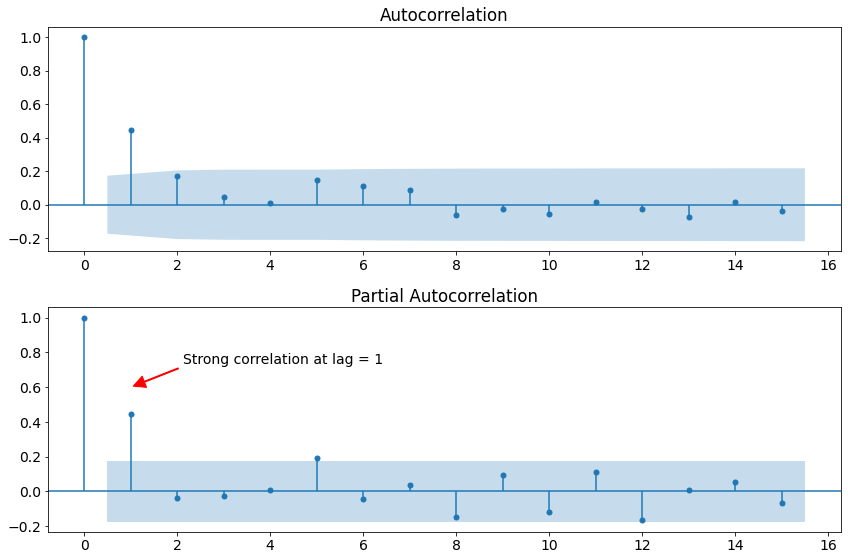 Autocorrelation
1.0
0.8
0.6
0.4
0.2
0.0
−0.2
0 2 4 6 8 10 12 14 16
Partial Autocorrelation
1.0
0.8
Strong correlation at lag = 1
0.6
0.4
0.2
0.0
−0.2
0 2 4 6 8 10 12 14 16